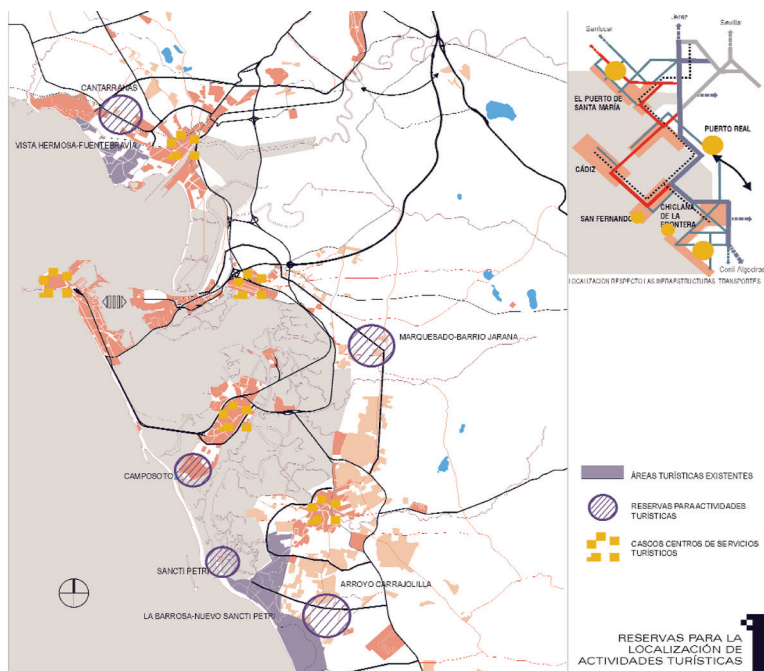 CANTARRANAS
VISTA HERMOSA-FUENTEBRAVÍA
MARQUESADO-BARRIO JARANA
CAMPOSOTO
SANCTI PETRI
ARROYO CARRAJOLILLA
LA BARROSA-NUEVO SANCTI PETRI
Sanlucar
Jerez
Sevilla
EL PUERTO DE
SANTA MARÍA
PUERTO REAL
CÁDIZ
SAN FERNANDO
CHICLANA
DE LA
FRONTERA
Conil Algeciras
LOCALIZACIÓN RESPECTO LAS INFRAESTRUCTURAS TRANSPORTES
ÁREAS TURÍSTICAS EXISTENTES
RESERVAS PARA ACTIVIDADES
TURÍSTICAS
CASCOS CENTROS DE SERVICIOS
TURÍSTICOS
RESERVAS PARA LA
LOCALIZACIÓN DE
ACTIVIDADES TURÍSTICAS